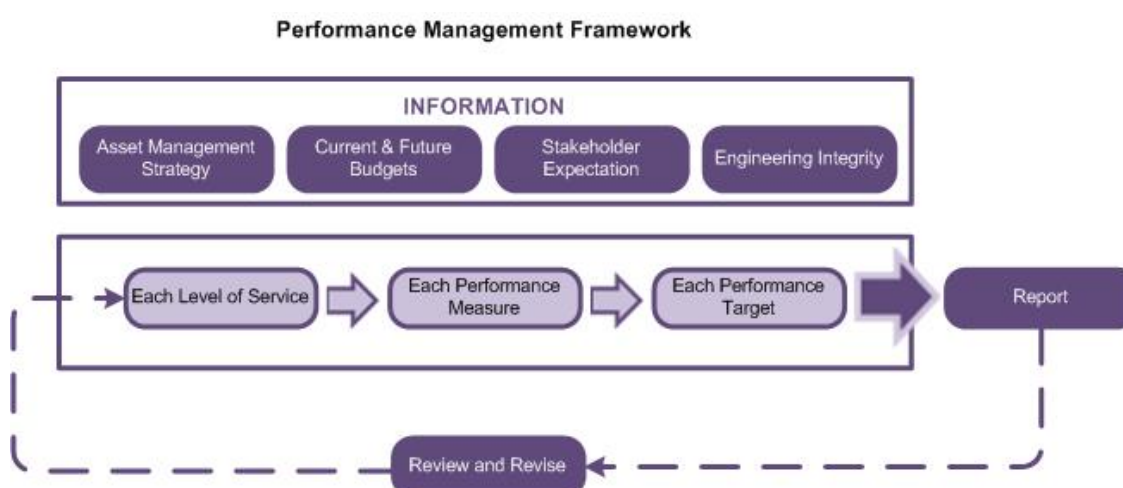 Performance Management Framework
INFORMATION
Asset Management
Strategy
Current & Future
Budgets
Stakeholder
Expectation
Engineering Integrity
Each Level of Service
Each Performance
Measure
Each Performance
Target
Report
Review and Revise